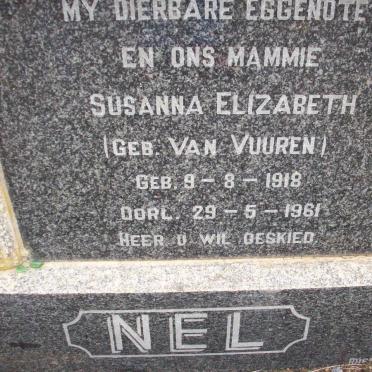 MY DIERBARE EGGENOTE
EN ONS MAMMIE
SUSANNA ELIZABETH
(GEB. VAN VUUREN)
GEB. 9 - 8 - 1918
OORL. 29 - 5 - 1961
HEER U WIL GESKIED
NEL